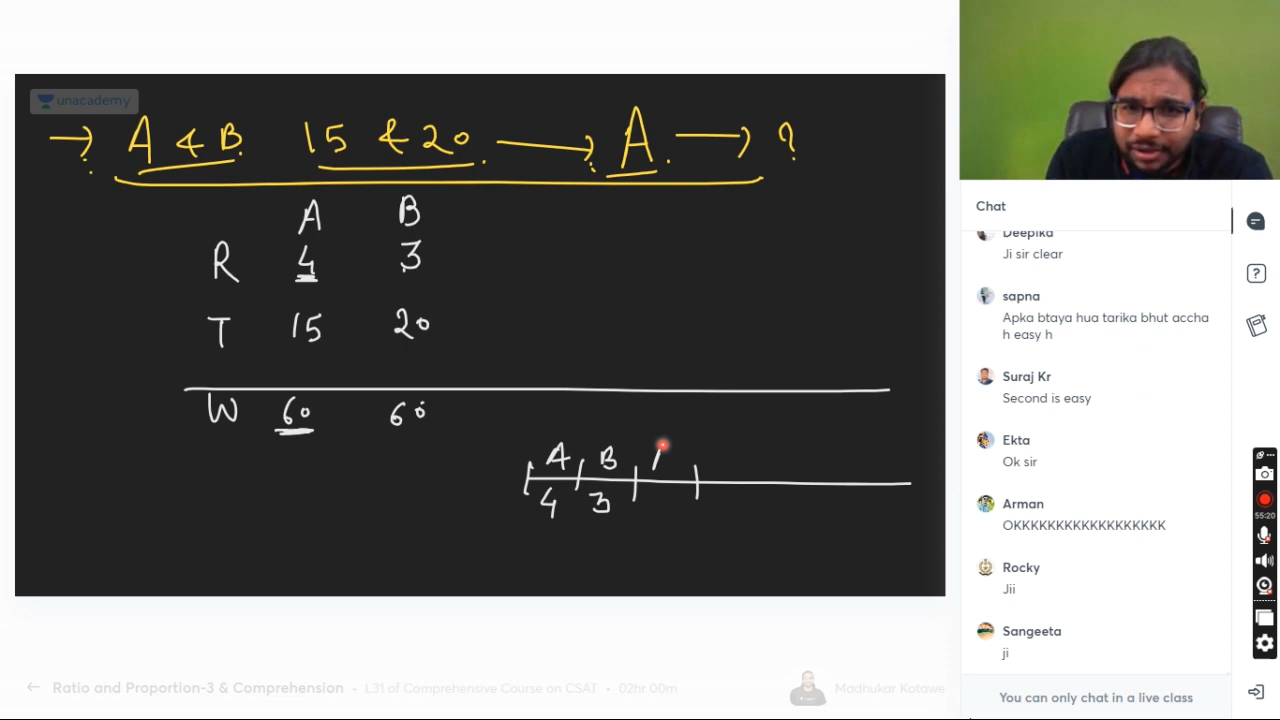 unacademy
→ A & B 15 & 20 → A → ?
A B
R 4 3
T 15 20
W 60 60
A B
4 3
Chat
Deepika
Ji sir clear
sapna
Apka btaya hua tarika bhut accha
h easy h
Suraj Kr
Second is easy
Ekta
Ok sir
Arman
OKKKKKKKKKKKKKKKKKK
Rocky
Jii
Sangeeta
ji
You can only chat in a live class
55:20
← Ratio and Proportion-3 & Comprehension • L31 of Comprehensive Course on CSAT • 02hr 00m
Madhukar Kotawe